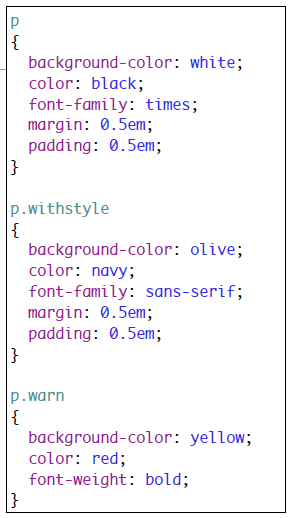 p
{
  background-color: white;
  color: black;
  font-family: times;
  margin: 0.5em;
  padding: 0.5em;
}

p.withstyle
{
  background-color: olive;
  color: navy;
  font-family: sans-serif;
  margin: 0.5em;
  padding: 0.5em;
}

p.warn
{
  background-color: yellow;
  color: red;
  font-weight: bold;
}